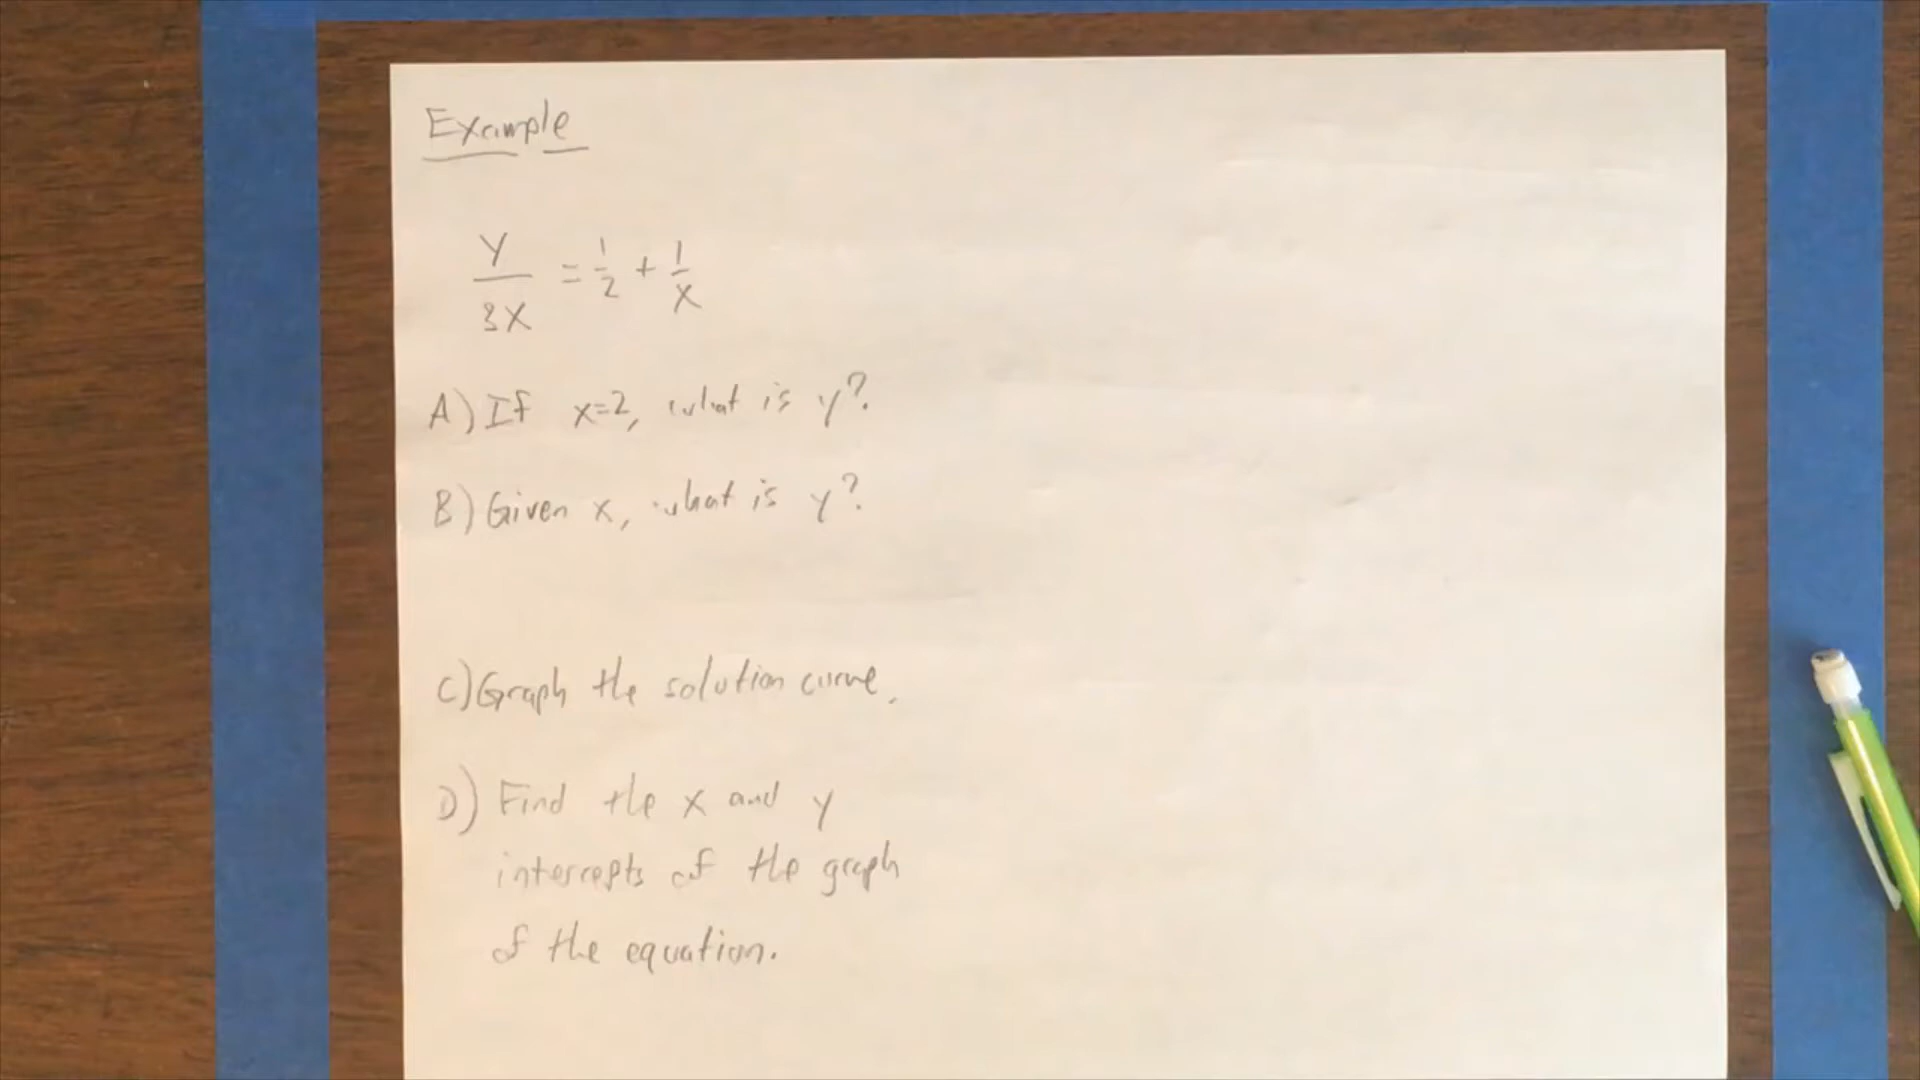 Example
y/3x = 1/2 + 1/x
A) If x=2, what is y?
B) Given x, what is y?
C) Graph the solution curve.
D) Find the x and y
intercepts of the graph
of the equation.